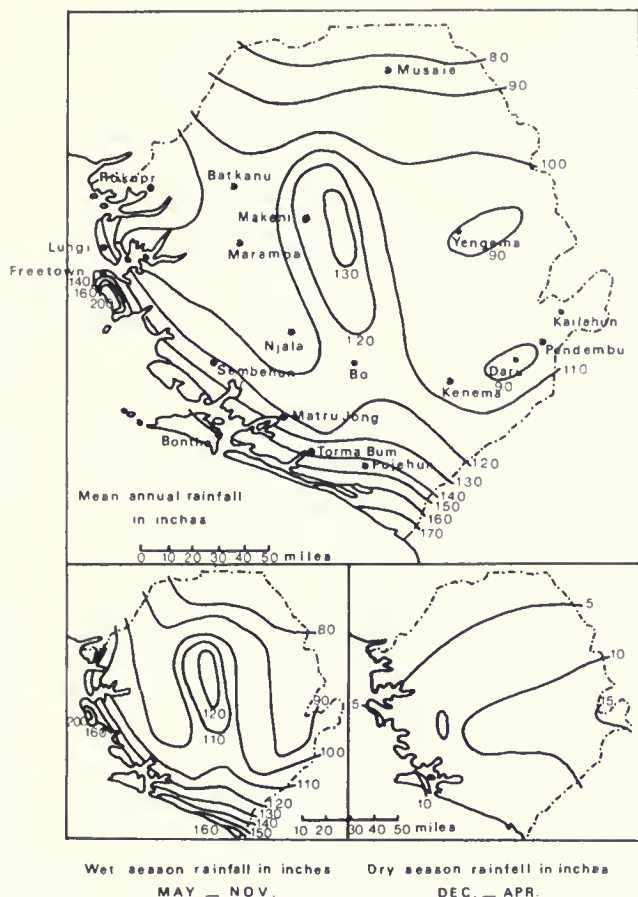 80
Musaie
90
100
Rokupr
Batkanu
Makeni
Yengema
90
Lungi
Marampa
Freetown
130
140
160
200
Kailahun
120
Njala
Pendembu
Sembehun
Bo
Daru
90
110
Kenema
Matru Jong
Bonthe
Torma Bum
120
Pujehun
130
140
150
160
170
Mean annual rainfall
in inches
0 10 20 30 40 50 miles
80
5
10
90
15
5
200
160
120
110
100
110
120
130
140
150
160
10
10 20 30 40 50
miles
Wet season rainfall in inches
MAY _ NOV.
Dry season rainfell in inches
DEC. _ APR.